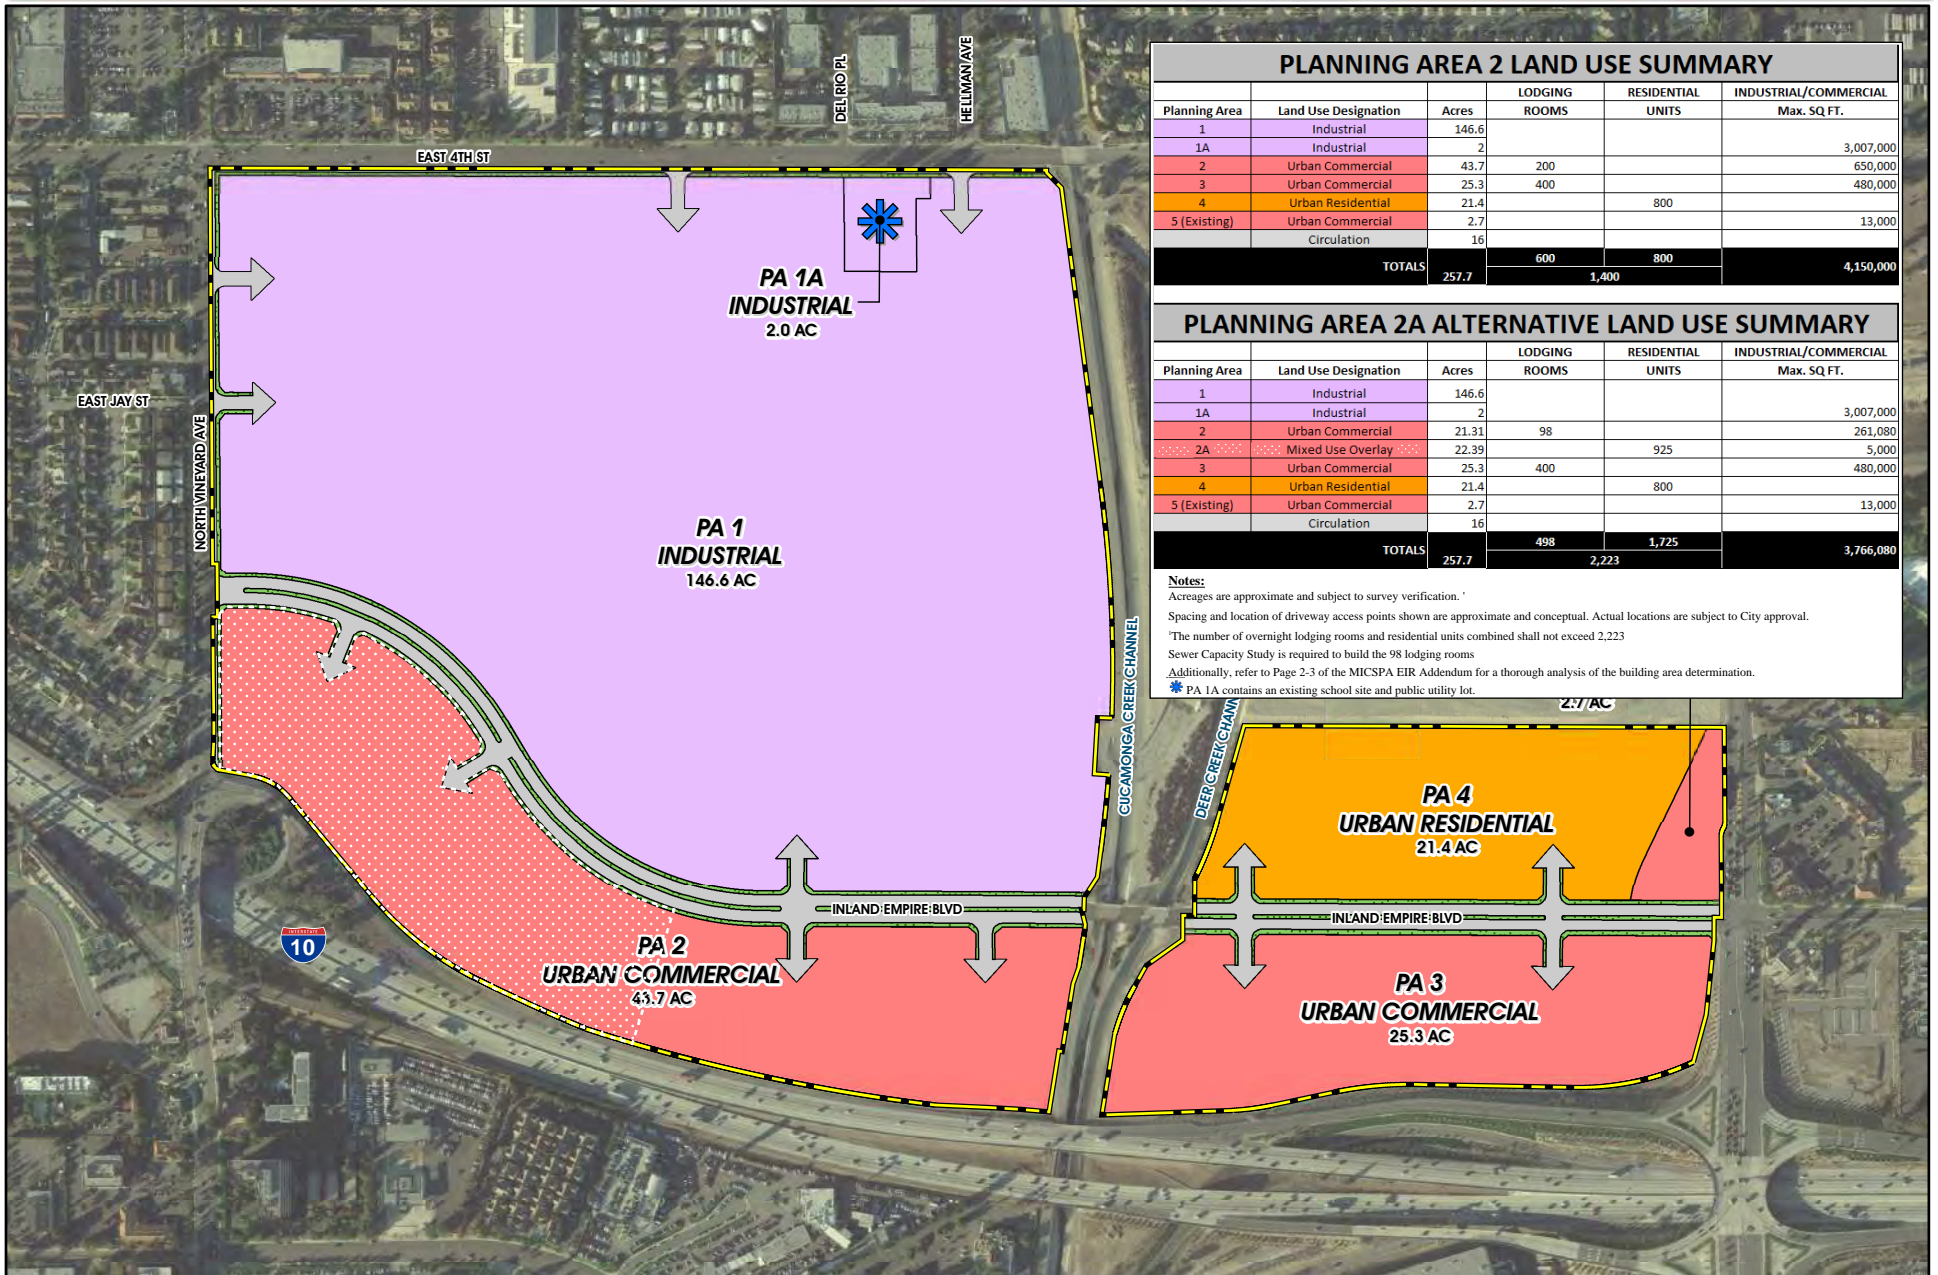 DEL RIO PL
HELLMAN AVE
EAST 4TH ST
EAST JAY ST
NORTH VINEYARD AVE
PA 1A
INDUSTRIAL
2.0 AC
PA 1
INDUSTRIAL
146.6 AC
CUCAMONGA CREEK CHANNEL
DEER CREEK CHANN
INLAND EMPIRE BLVD
PA 2
URBAN COMMERCIAL
43.7 AC
INTERSTATE
10
PLANNING AREA 2 LAND USE SUMMARY
LODGING RESIDENTIAL INDUSTRIAL/COMMERCIAL
Planning Area Land Use Designation Acres ROOMS UNITS Max. SQ FT.
1 Industrial 146.6
1A Industrial 2 3,007,000
2 Urban Commercial 43.7 200 650,000
3 Urban Commercial 25.3 400 480,000
4 Urban Residential 21.4 800
5 (Existing) Urban Commercial 2.7 13,000
Circulation 16
TOTALS 257.7 600 800 4,150,000
1,400
PLANNING AREA 2A ALTERNATIVE LAND USE SUMMARY
LODGING RESIDENTIAL INDUSTRIAL/COMMERCIAL
Planning Area Land Use Designation Acres ROOMS UNITS Max. SQ FT.
1 Industrial 146.6
1A Industrial 2 3,007,000
2 Urban Commercial 21.31 98 261,080
2A Mixed Use Overlay 22.39 925 5,000
3 Urban Commercial 25.3 400 480,000
4 Urban Residential 21.4 800
5 (Existing) Urban Commercial 2.7 13,000
Circulation 16
TOTALS 257.7 498 1,725 3,766,080
2,223
Notes:
Acreages are approximate and subject to survey verification. '
Spacing and location of driveway access points shown are approximate and conceptual. Actual locations are subject to City approval.
¹The number of overnight lodging rooms and residential units combined shall not exceed 2,223
Sewer Capacity Study is required to build the 98 lodging rooms
Additionally, refer to Page 2-3 of the MICSPA EIR Addendum for a thorough analysis of the building area determination.
PA 1A contains an existing school site and public utility lot.
2.7 AC
PA 4
URBAN RESIDENTIAL
21.4 AC
INLAND EMPIRE BLVD
PA 3
URBAN COMMERCIAL
25.3 AC